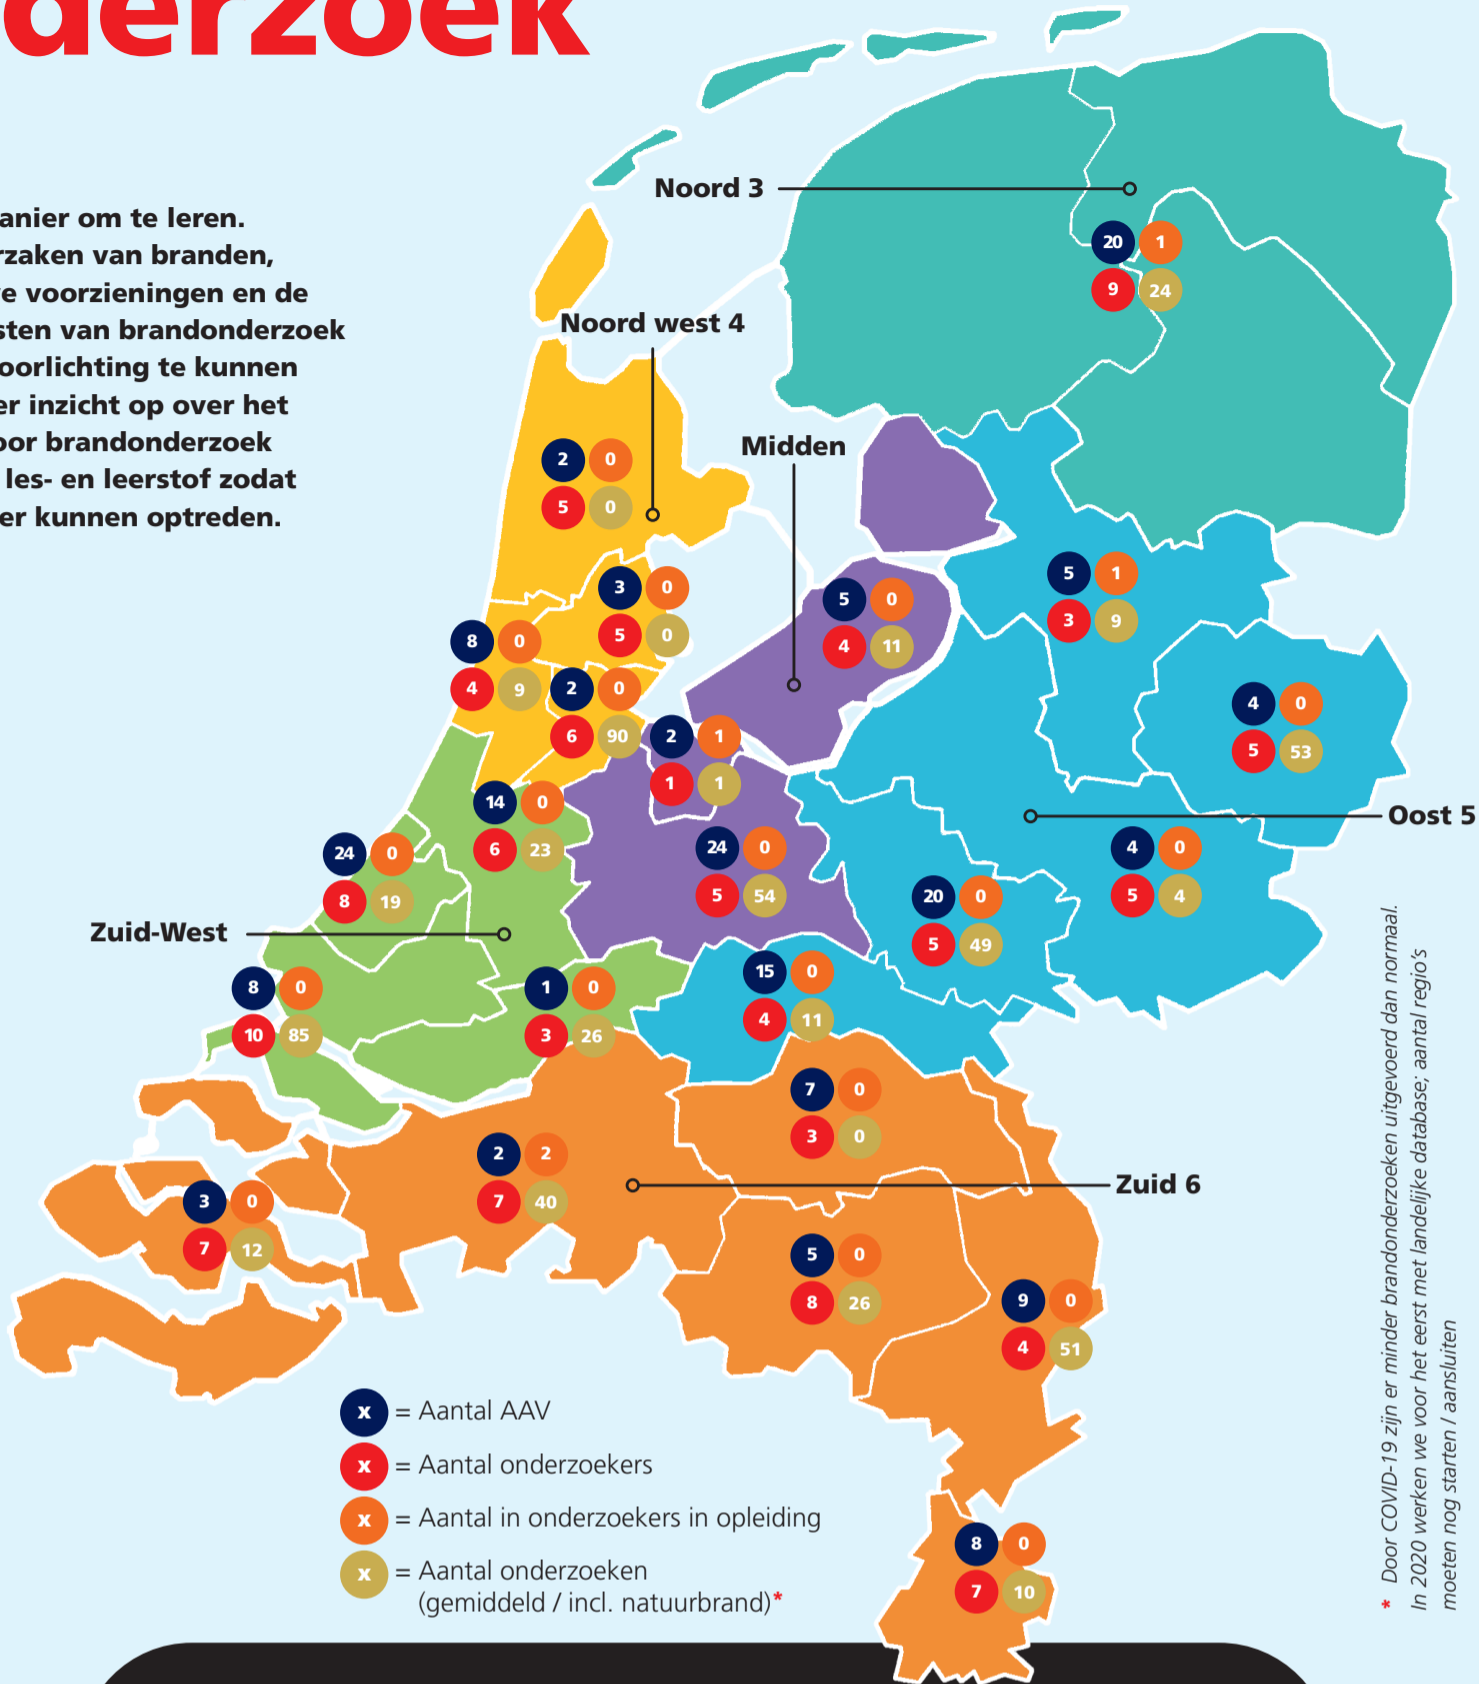 derzoek
anier om te leren.
rzaken van branden,
e voorzieningen en de
sten van brandonderzoek
oorlichting te kunnen
er inzicht op over het
oor brandonderzoek
les- en leerstof zodat
er kunnen optreden.
Noord 3
20 1
9 24
Noord west 4
2 0
5 0
3 0
5 0
8 0
4 9
2 0
6 90
Midden
5 0
4 11
2 1
1 1
24 0
5 54
5 1
3 9
4 0
5 53
Oost 5
4 0
5 4
20 0
5 49
15 0
4 11
14 0
6 23
24 0
8 19
Zuid-West
8 0
10 85
1 0
3 26
7 0
3 0
2 2
7 40
Zuid 6
3 0
7 12
5 0
8 26
9 0
4 51
8 0
7 10
x = Aantal AAV
x = Aantal onderzoekers
x = Aantal in onderzoekers in opleiding
x = Aantal onderzoeken
(gemiddeld / incl. natuurbrand)*
* Door COVID-19 zijn er minder brandonderzoeken uitgevoerd dan normaal.
In 2020 werken we voor het eerst met landelijke database; aantal regio's
moeten nog starten / aansluiten